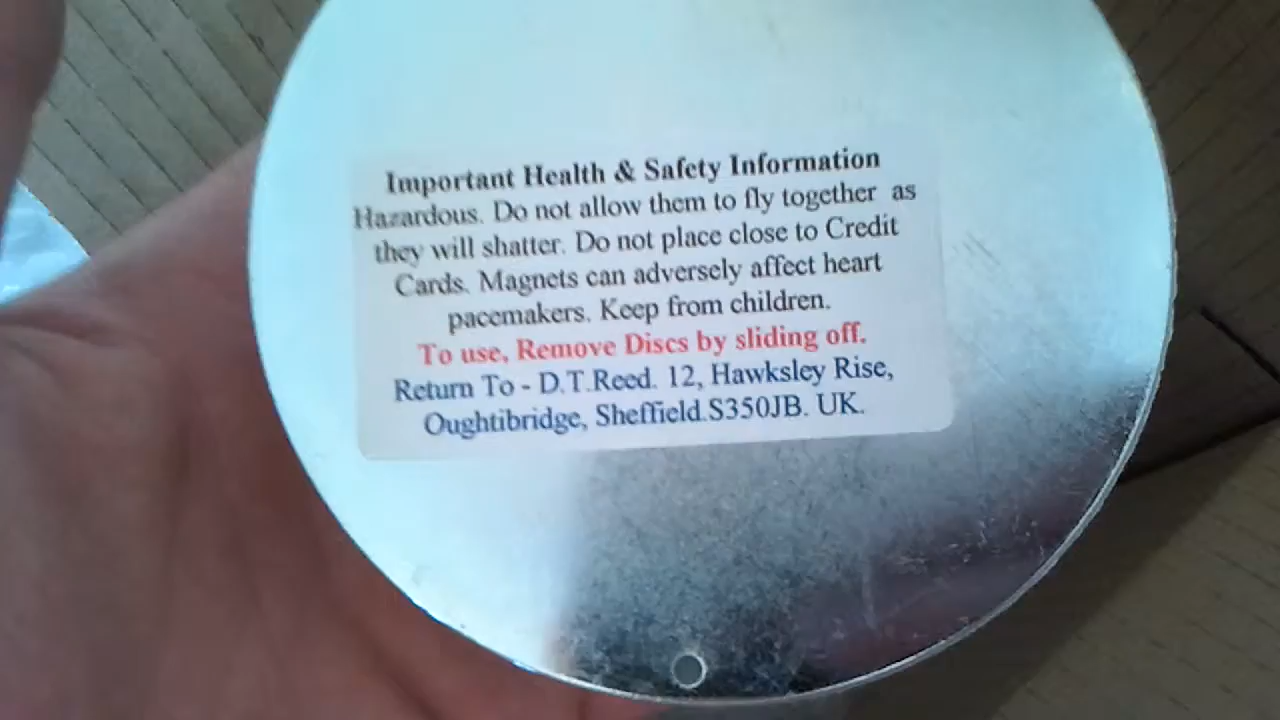 Important Health & Safety Information
Hazardous. Do not allow them to fly together as
they will shatter. Do not place close to Credit
Cards. Magnets can adversely affect heart
pacemakers. Keep from children.
To use, Remove Discs by sliding off.
Return To - D.T.Reed. 12, Hawksley Rise,
Oughtibridge, Sheffield.S350JB. UK.